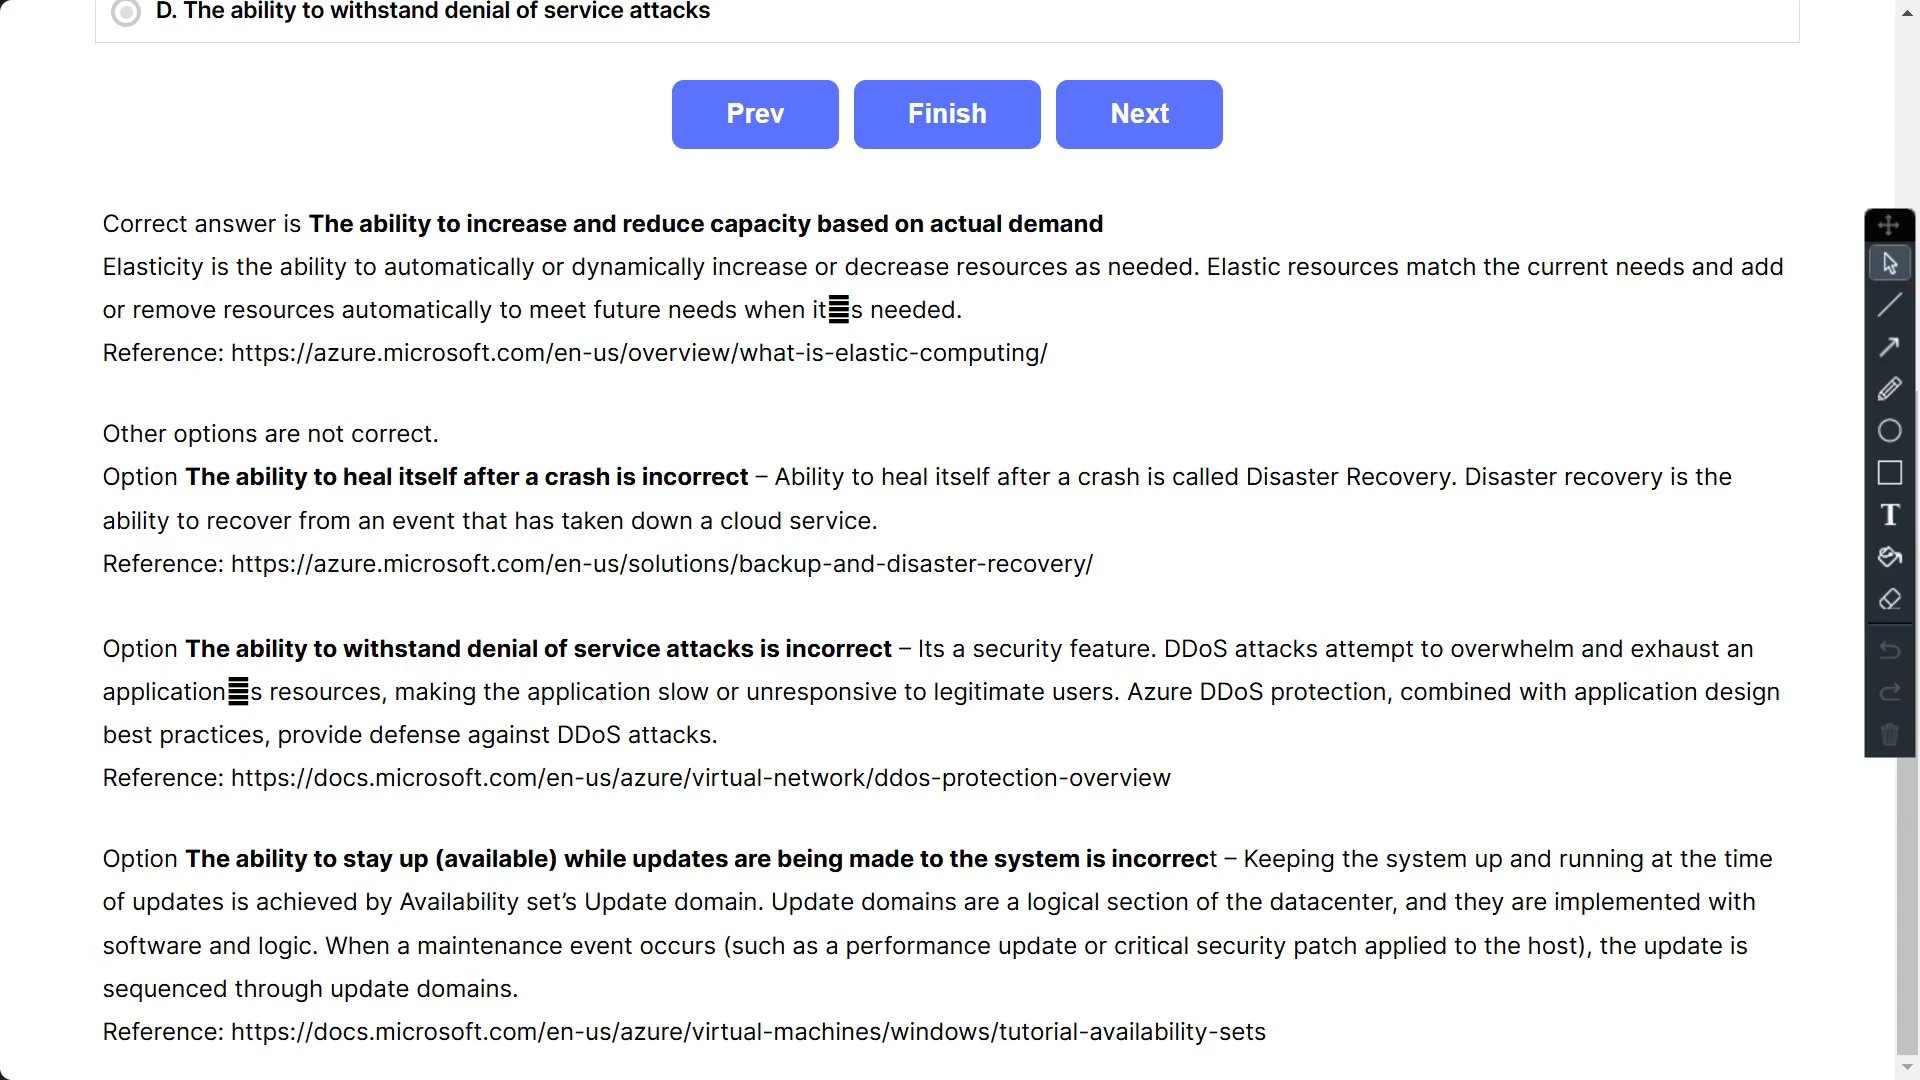 D. The ability to withstand denial of service attacks
Prev
Finish
Next
Correct answer is The ability to increase and reduce capacity based on actual demand
Elasticity is the ability to automatically or dynamically increase or decrease resources as needed. Elastic resources match the current needs and add
or remove resources automatically to meet future needs when it𝌆s needed.
Reference: https://azure.microsoft.com/en-us/overview/what-is-elastic-computing/
Other options are not correct.
Option The ability to heal itself after a crash is incorrect – Ability to heal itself after a crash is called Disaster Recovery. Disaster recovery is the
ability to recover from an event that has taken down a cloud service.
Reference: https://azure.microsoft.com/en-us/solutions/backup-and-disaster-recovery/
Option The ability to withstand denial of service attacks is incorrect – Its a security feature. DDoS attacks attempt to overwhelm and exhaust an
application𝌆s resources, making the application slow or unresponsive to legitimate users. Azure DDoS protection, combined with application design
best practices, provide defense against DDoS attacks.
Reference: https://docs.microsoft.com/en-us/azure/virtual-network/ddos-protection-overview
Option The ability to stay up (available) while updates are being made to the system is incorrect – Keeping the system up and running at the time
of updates is achieved by Availability set’s Update domain. Update domains are a logical section of the datacenter, and they are implemented with
software and logic. When a maintenance event occurs (such as a performance update or critical security patch applied to the host), the update is
sequenced through update domains.
Reference: https://docs.microsoft.com/en-us/azure/virtual-machines/windows/tutorial-availability-sets